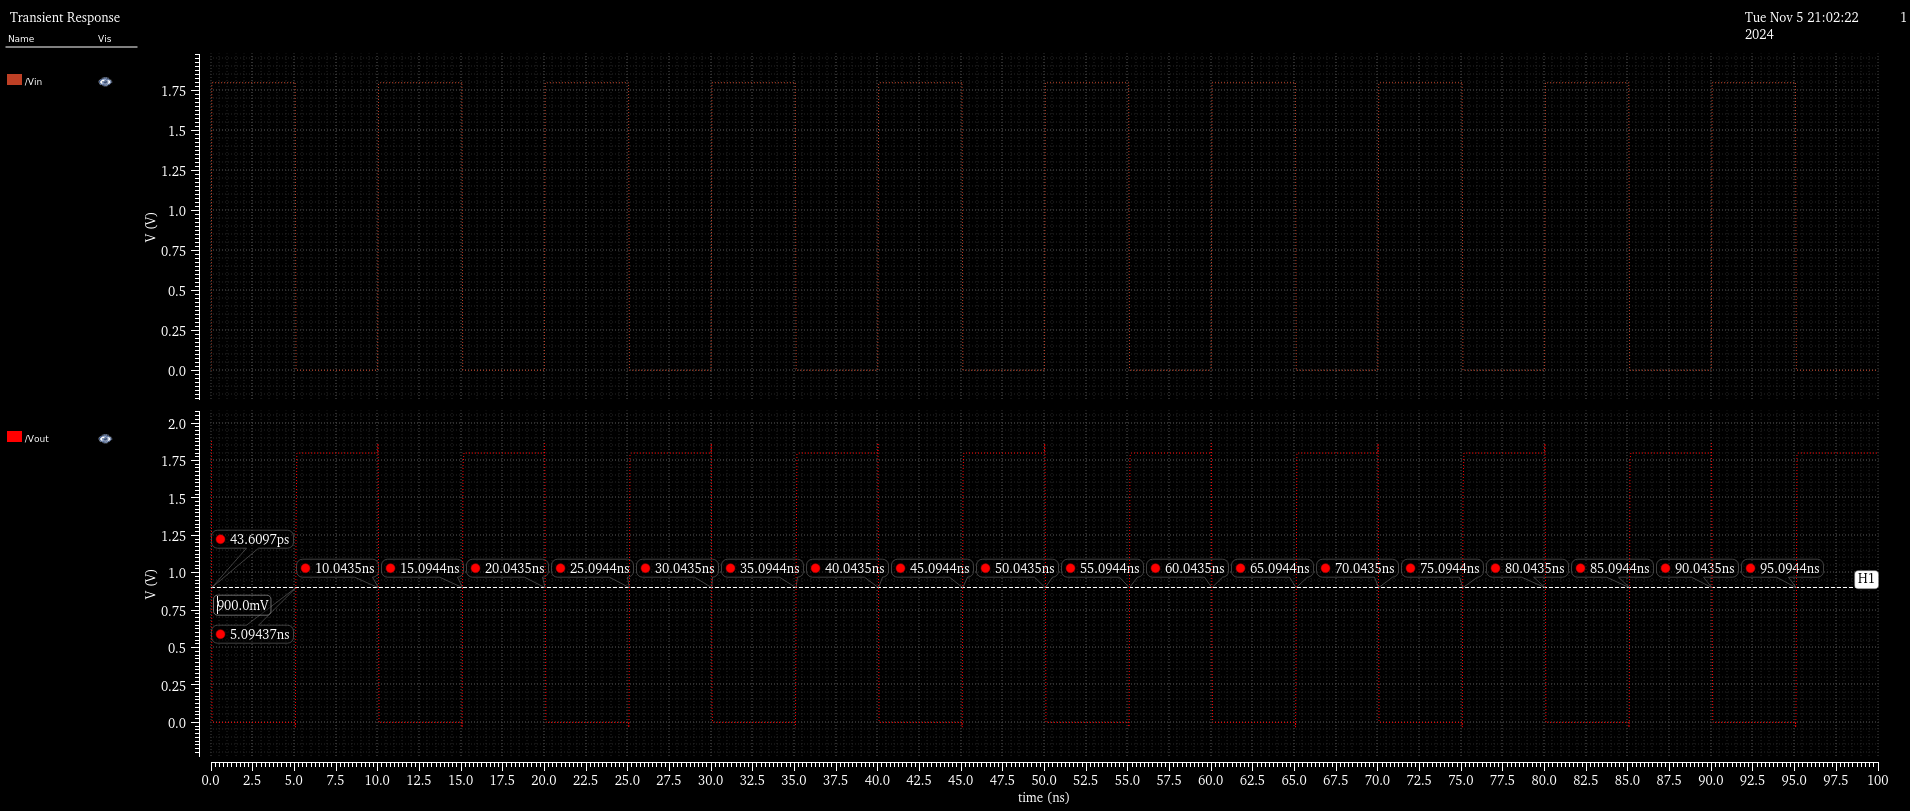 Transient Response
Tue Nov 5 21:02:22 1
2024
Name Vis
/Vin
1.75
1.5
1.25
1.0
0.75
0.5
0.25
0.0
V (V)
/Vout
2.0
1.75
1.5
1.25
1.0
0.75
0.5
0.25
0.0
V (V)
43.6097ps
10.0435ns 15.0944ns 20.0435ns 25.0944ns 30.0435ns 35.0944ns 40.0435ns 45.0944ns 50.0435ns 55.0944ns 60.0435ns 65.0944ns 70.0435ns 75.0944ns 80.0435ns 85.0944ns 90.0435ns 95.0944ns
H1
900.0mV
5.09437ns
0.0 2.5 5.0 7.5 10.0 12.5 15.0 17.5 20.0 22.5 25.0 27.5 30.0 32.5 35.0 37.5 40.0 42.5 45.0 47.5 50.0 52.5 55.0 57.5 60.0 62.5 65.0 67.5 70.0 72.5 75.0 77.5 80.0 82.5 85.0 87.5 90.0 92.5 95.0 97.5 100
time (ns)